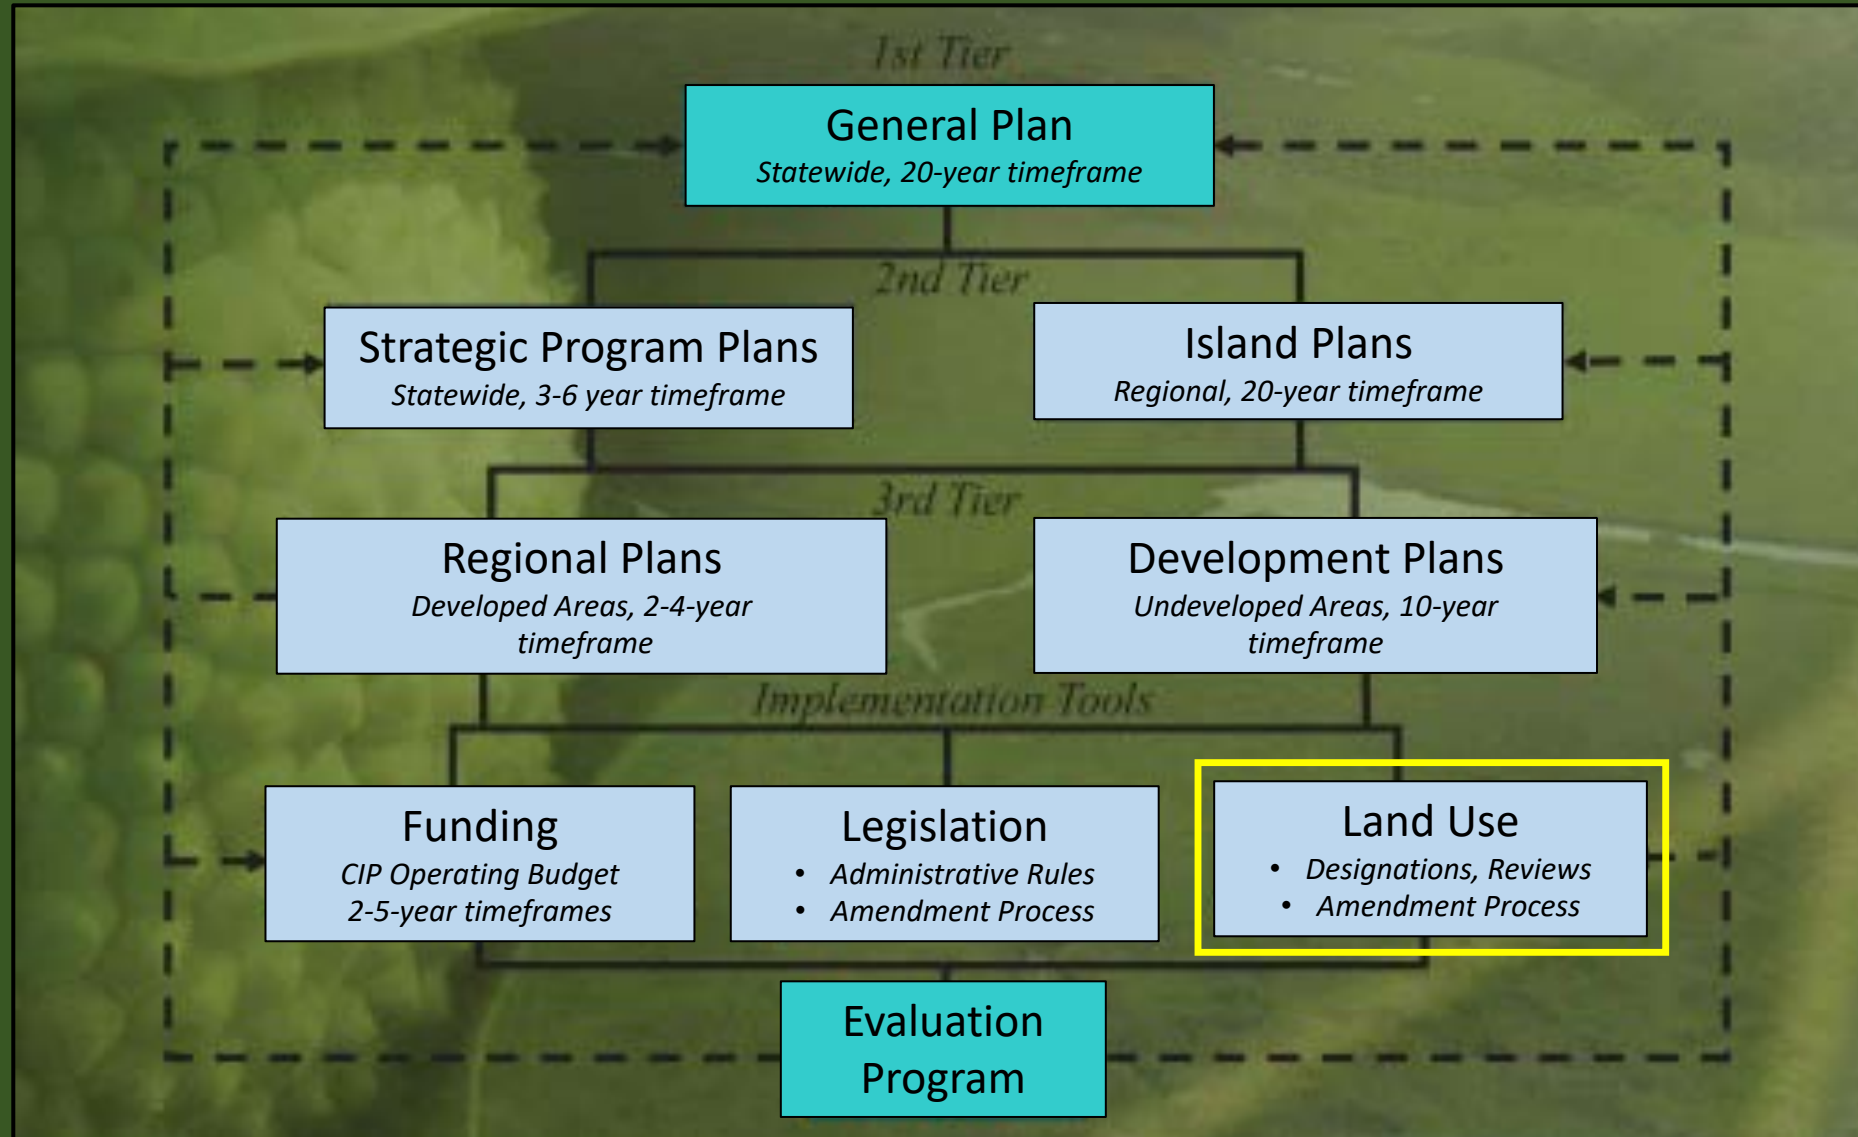 1st Tier
General Plan
Statewide, 20-year timeframe
2nd Tier
Strategic Program Plans
Statewide, 3-6 year timeframe
Island Plans
Regional, 20-year timeframe
3rd Tier
Regional Plans
Developed Areas, 2-4-year
timeframe
Development Plans
Undeveloped Areas, 10-year
timeframe
Implementation Tools
Funding
CIP Operating Budget
2-5-year timeframes
Legislation
• Administrative Rules
• Amendment Process
Land Use
• Designations, Reviews
• Amendment Process
Evaluation
Program